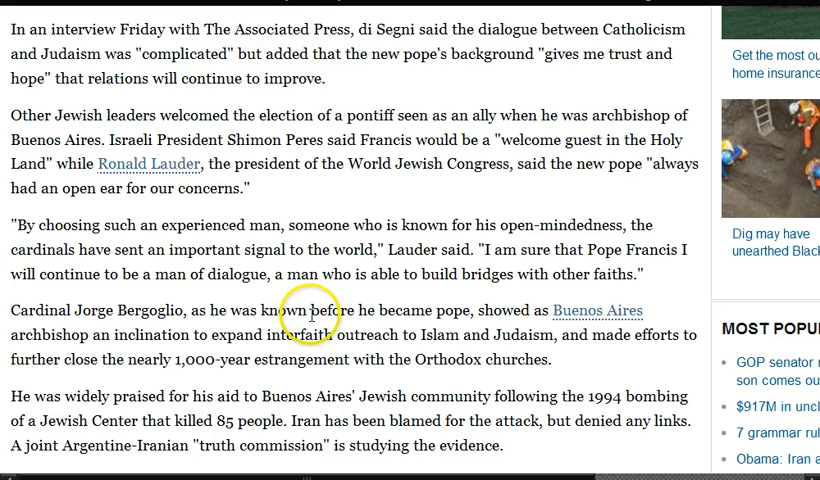 In an interview Friday with The Associated Press, di Segni said the dialogue between Catholicism
and Judaism was "complicated" but added that the new pope's background "gives me trust and
hope" that relations will continue to improve.
Other Jewish leaders welcomed the election of a pontiff seen as an ally when he was archbishop of
Buenos Aires. Israeli President Shimon Peres said Francis would be a "welcome guest in the Holy
Land" while Ronald Lauder, the president of the World Jewish Congress, said the new pope "always
had an open ear for our concerns."
"By choosing such an experienced man, someone who is known for his open-mindedness, the
cardinals have sent an important signal to the world," Lauder said. "I am sure that Pope Francis I
will continue to be a man of dialogue, a man who is able to build bridges with other faiths."
Cardinal Jorge Bergoglio, as he was known before he became pope, showed as Buenos Aires
archbishop an inclination to expand interfaith outreach to Islam and Judaism, and made efforts to
further close the nearly 1,000-year estrangement with the Orthodox churches.
He was widely praised for his aid to Buenos Aires' Jewish community following the 1994 bombing
of a Jewish Center that killed 85 people. Iran has been blamed for the attack, but denied any links.
A joint Argentine-Iranian "truth commission" is studying the evidence.
Get the most
home insurance
Dig may have
unearthed
MOST
GOP senator
son comes
$917M in
7 grammar
Obama: Iran